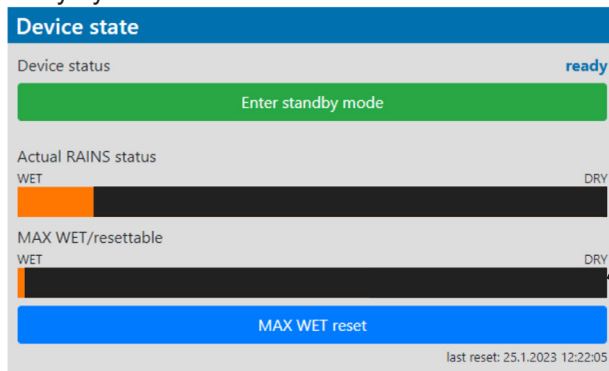 Device state
Device status ready
Enter standby mode
Actual RAINS status
WET DRY
MAX WET/resettable
WET DRY
MAX WET reset
last reset: 25.1.2023 12:22:05